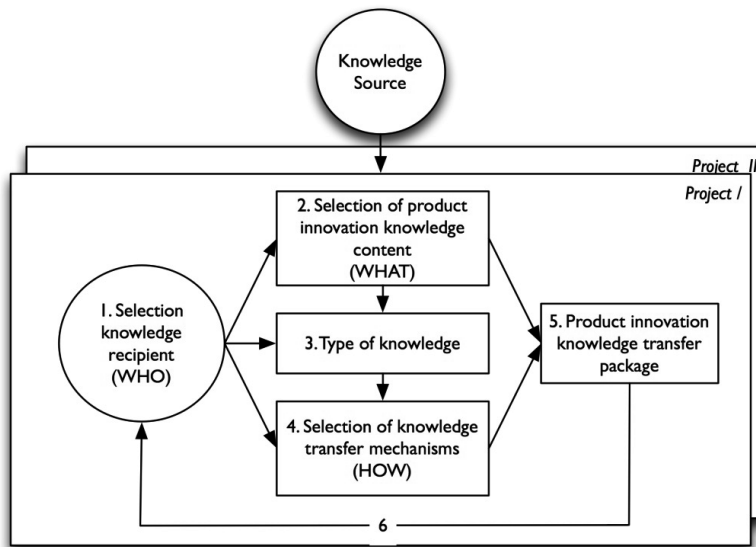 Knowledge
Source
Project II
Project I
2. Selection of product
innovation knowledge
content
(WHAT)
1. Selection
knowledge
recipient
(WHO)
3. Type of knowledge
5. Product innovation
knowledge transfer
package
4. Selection of knowledge
transfer mechanisms
(HOW)
6